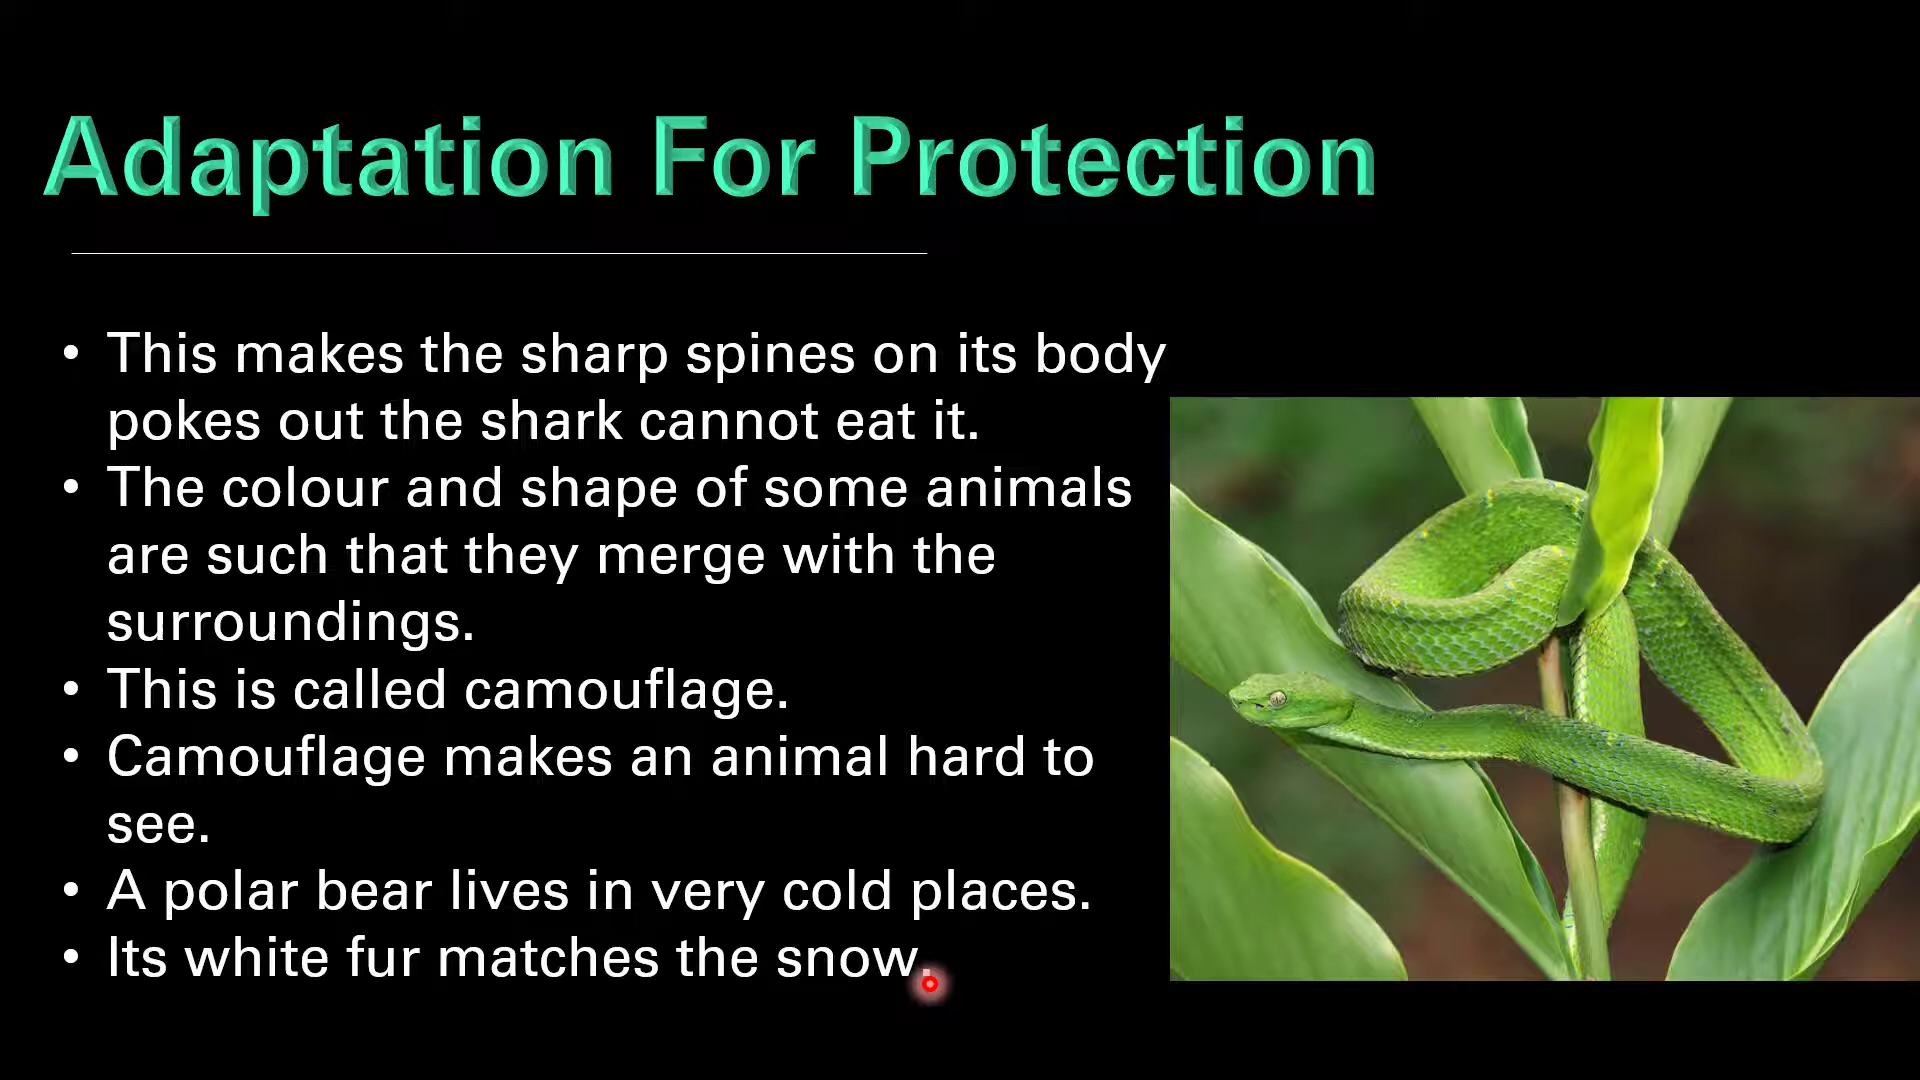 Adaptation For Protection
• This makes the sharp spines on its body
pokes out the shark cannot eat it.
• The colour and shape of some animals
are such that they merge with the
surroundings.
• This is called camouflage.
• Camouflage makes an animal hard to
see.
• A polar bear lives in very cold places.
• Its white fur matches the snow.